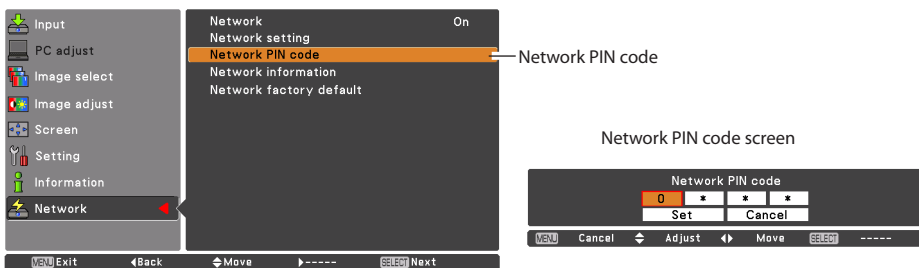 Input
PC adjust
Image select
Image adjust
Screen
Setting
Information
Network
Network On
Network setting
Network PIN code
Network information
Network factory default
MENU Exit Back Move ----- SELECT Next
Network PIN code
Network PIN code screen
Network PIN code
0 * * *
Set Cancel
MENU Cancel Adjust Move SELECT -----